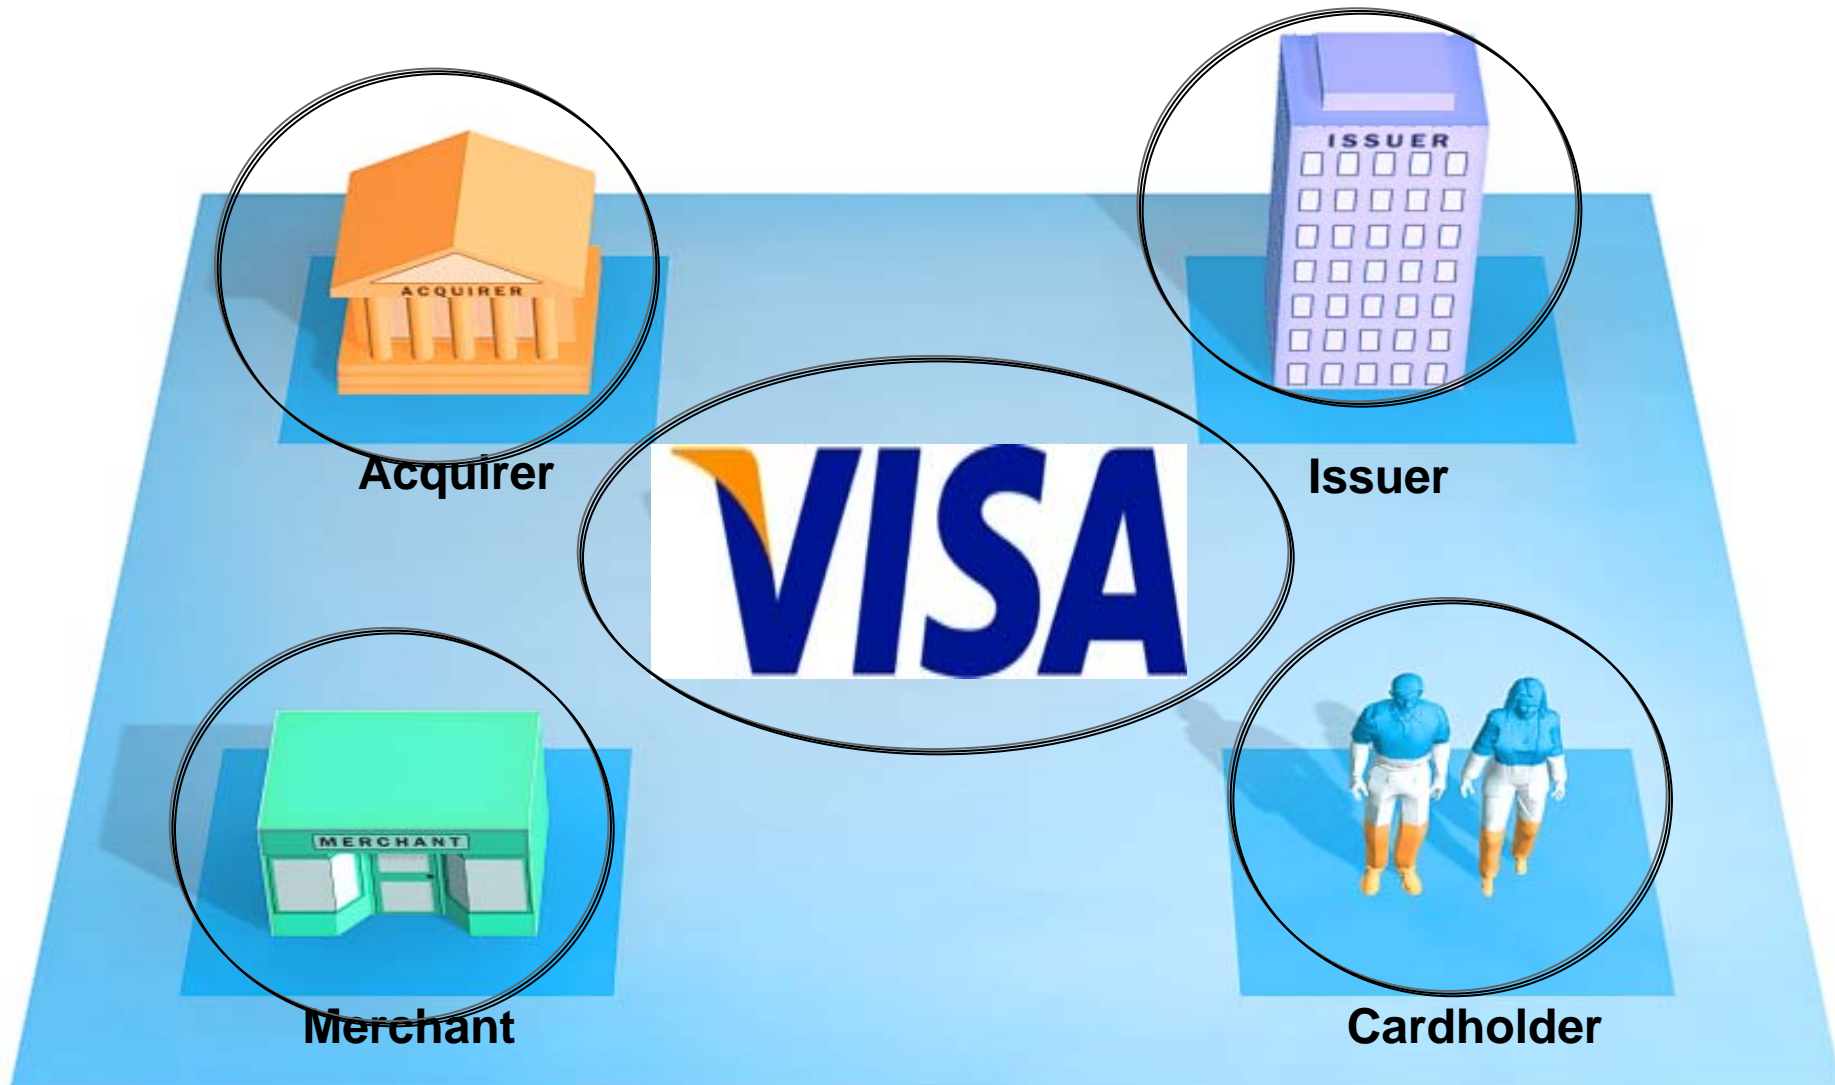 ISSUER
ACQUIRER
Acquirer
Issuer
VISA
MERCHANT
Merchant
Cardholder